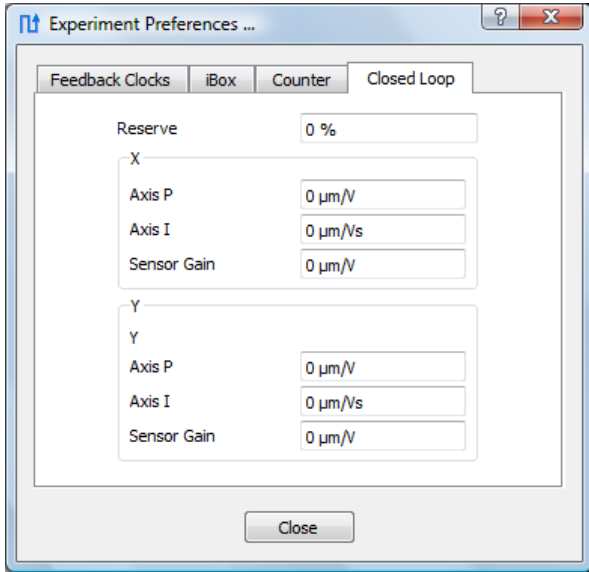 Experiment Preferences ...
Feedback Clocks iBox Counter Closed Loop
Reserve 0 %
X
Axis P 0 µm/V
Axis I 0 µm/Vs
Sensor Gain 0 µm/V
Y
Y
Axis P 0 µm/V
Axis I 0 µm/Vs
Sensor Gain 0 µm/V
Close